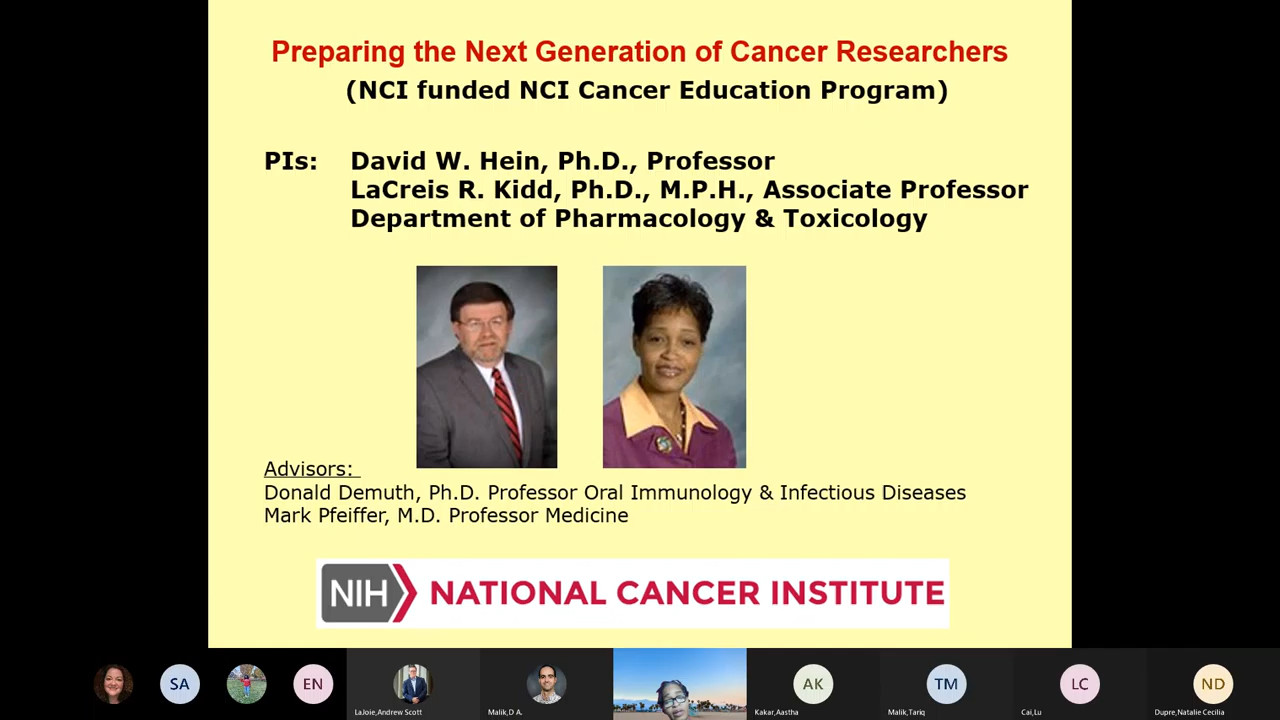 Preparing the Next Generation of Cancer Researchers
(NCI funded NCI Cancer Education Program)
PIs: David W. Hein, Ph.D., Professor
LaCreis R. Kidd, Ph.D., M.P.H., Associate Professor
Department of Pharmacology & Toxicology
Advisors:
Donald Demuth, Ph.D. Professor Oral Immunology & Infectious Diseases
Mark Pfeiffer, M.D. Professor Medicine
NIH NATIONAL CANCER INSTITUTE
SA
EN
AK
TM
LC
ND
LaJoie,Andrew Scott
Malik,D A.
Kakar,Aastha
Malik,Tariq
Cai,Lu
Dupre,Natalie Cecilia